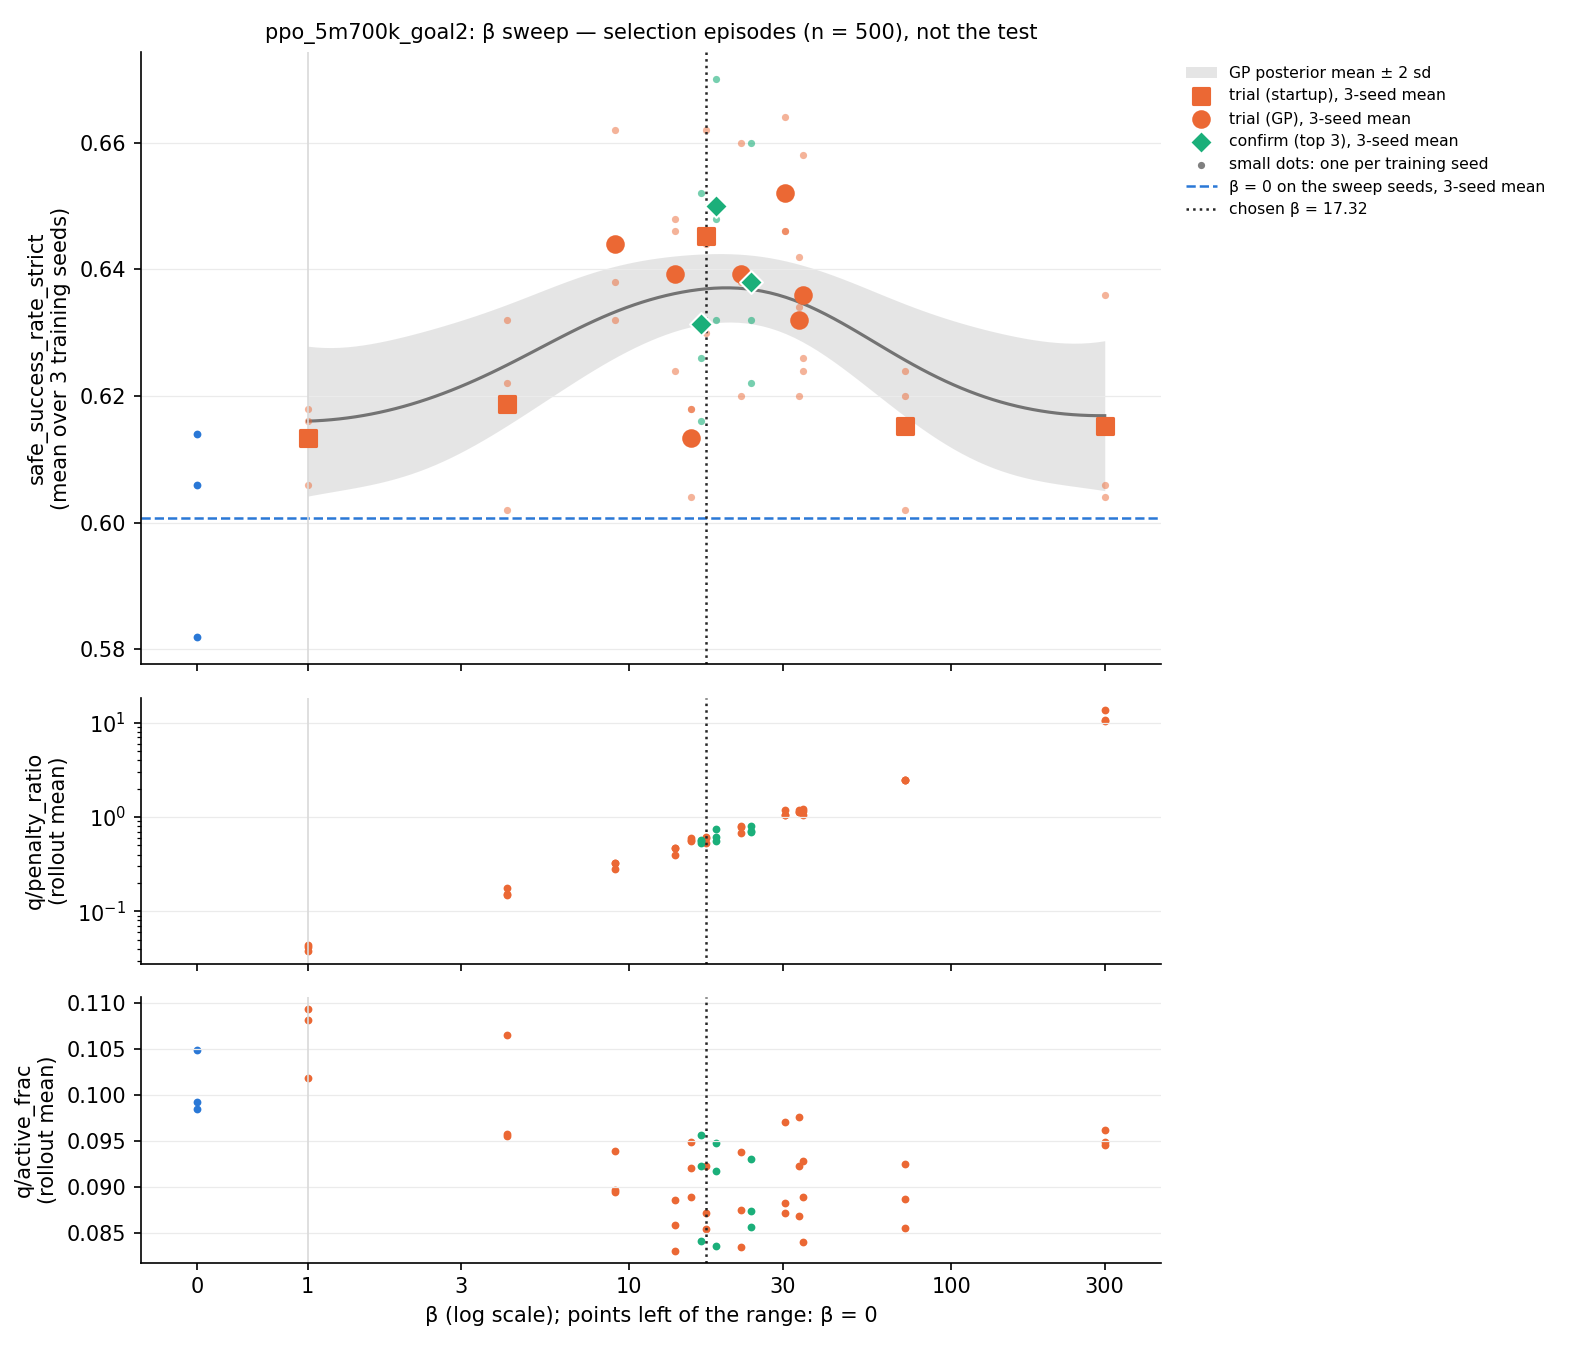 ppo_5m700k_goal2: β sweep — selection episodes (n = 500), not the test
GP posterior mean ± 2 sd
trial (startup), 3-seed mean
trial (GP), 3-seed mean
confirm (top 3), 3-seed mean
small dots: one per training seed
β = 0 on the sweep seeds, 3-seed mean
chosen β = 17.32
safe_success_rate_strict
(mean over 3 training seeds)
0.66
0.64
0.62
0.60
0.58
q/penalty_ratio
(rollout mean)
10¹
10⁰
10⁻¹
q/active_frac
(rollout mean)
0.110
0.105
0.100
0.095
0.090
0.085
0 1 3 10 30 100 300
β (log scale); points left of the range: β = 0